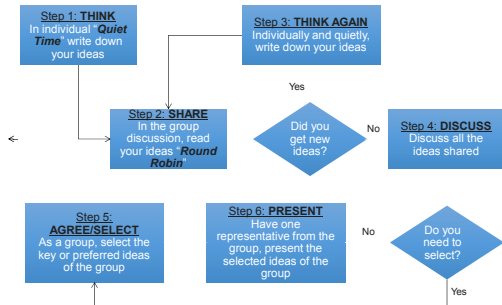 Step 1: THINK
In individual “Quiet
Time” write down
your ideas
Step 3: THINK AGAIN
Individually and quietly,
write down your ideas
Yes
Step 2: SHARE
In the group
discussion, read
your ideas “Round
Robin”
Did you
get new
ideas?
No
Step 4: DISCUSS
Discuss all the
ideas shared
Step 5:
AGREE/SELECT
As a group, select the
key or preferred ideas
of the group
Step 6: PRESENT
Have one
representative from
the group, present
the selected ideas of
the group
No
Do you
need to
select?
Yes